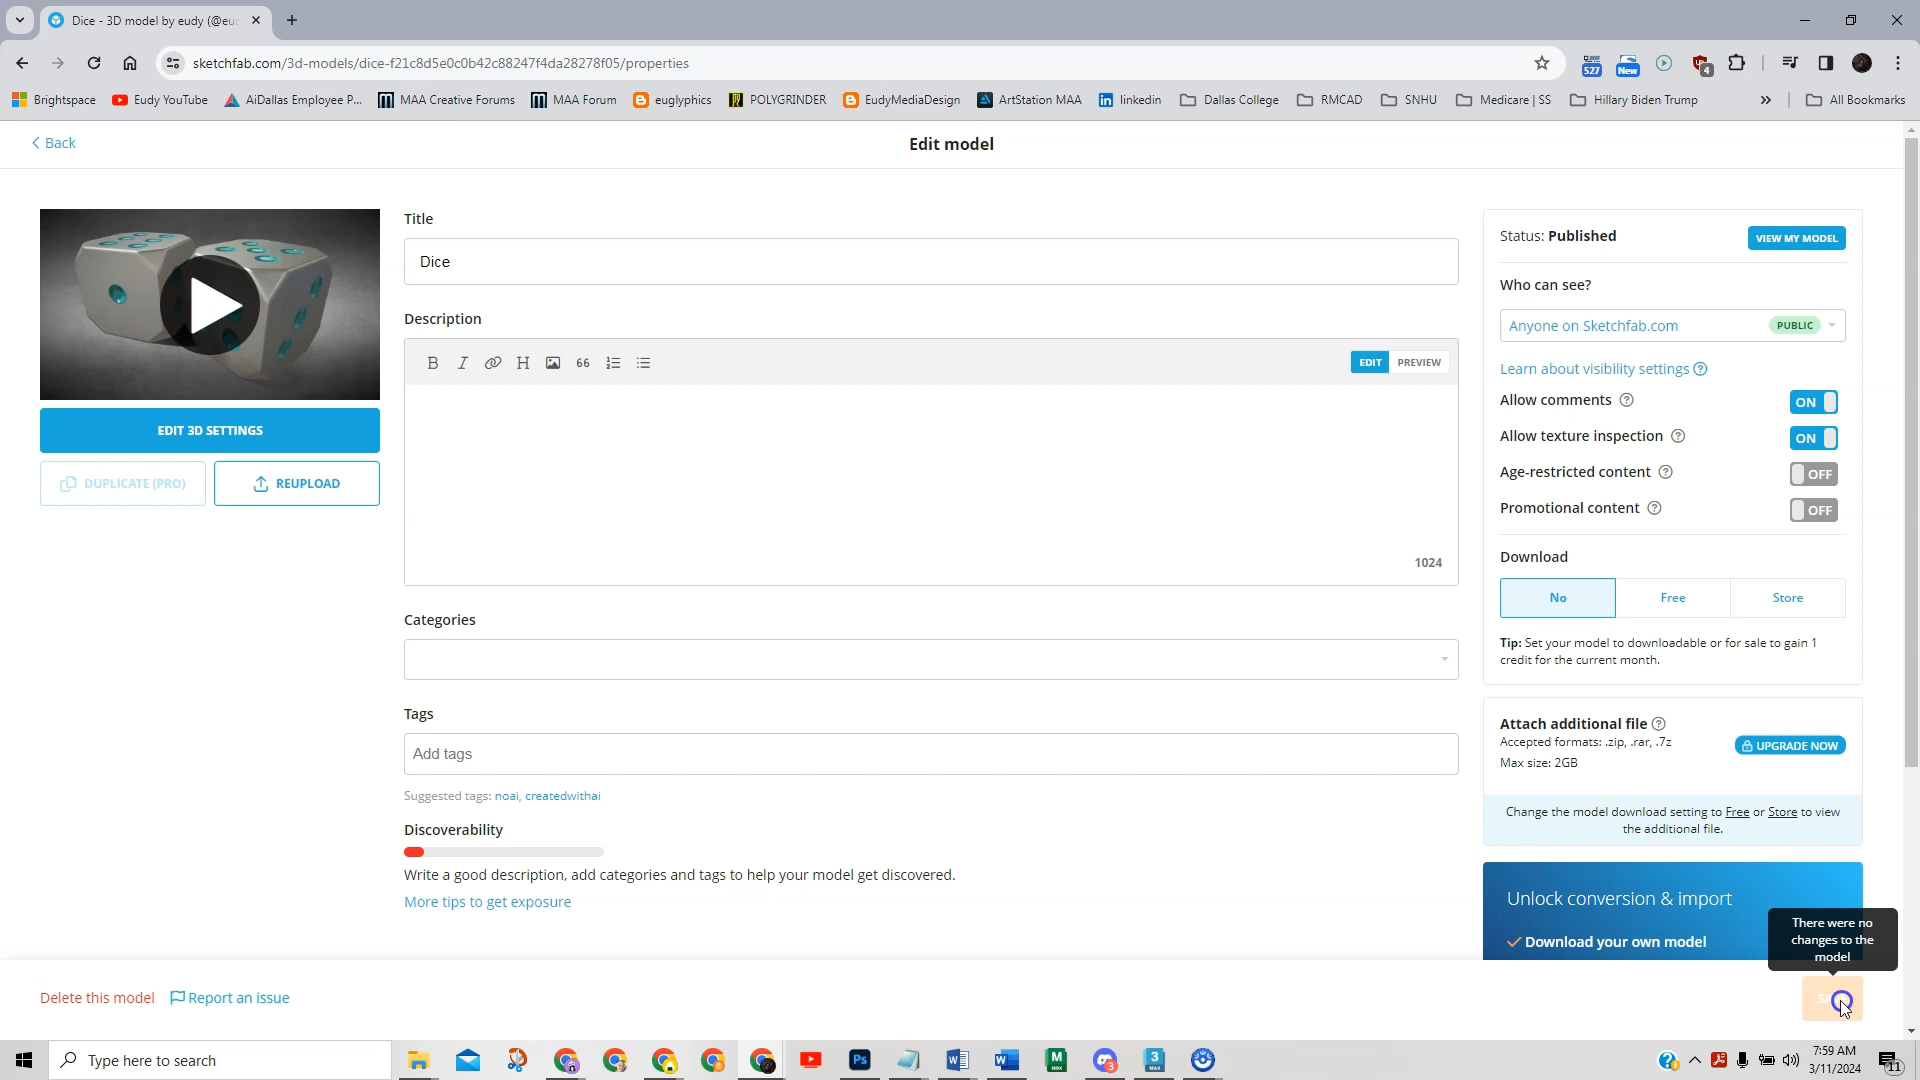 Dice - 3D model by eudy (@eu
sketchfab.com/3d-models/dice-f21c8d5e0c0b42c88247f4da28278f05/properties
527
New
4
Brightspace
Eudy YouTube
AiDallas Employee P...
MAA Creative Forums
MAA Forum
euglyphics
POLYGRINDER
EudyMediaDesign
ArtStation MAA
linkedin
Dallas College
RMCAD
SNHU
Medicare | SS
Hillary Biden Trump
All Bookmarks
Back
Edit model
EDIT 3D SETTINGS
DUPLICATE (PRO)
REUPLOAD
Title
Dice
Description
EDIT
PREVIEW
1024
Categories
Tags
Add tags
Suggested tags: noai, createdwithai
Discoverability
Write a good description, add categories and tags to help your model get discovered.
More tips to get exposure
Status: Published
VIEW MY MODEL
Who can see?
Anyone on Sketchfab.com
PUBLIC
Learn about visibility settings
Allow comments
ON
Allow texture inspection
ON
Age-restricted content
OFF
Promotional content
OFF
Download
No
Free
Store
Tip: Set your model to downloadable or for sale to gain 1
credit for the current month.
Attach additional file
Accepted formats: .zip, .rar, .7z
Max size: 2GB
UPGRADE NOW
Change the model download setting to Free or Store to view
the additional file.
Unlock conversion & import
Download your own model
There were no
changes to the
model
Delete this model
Report an issue
Type here to search
7:59 AM
3/11/2024
11